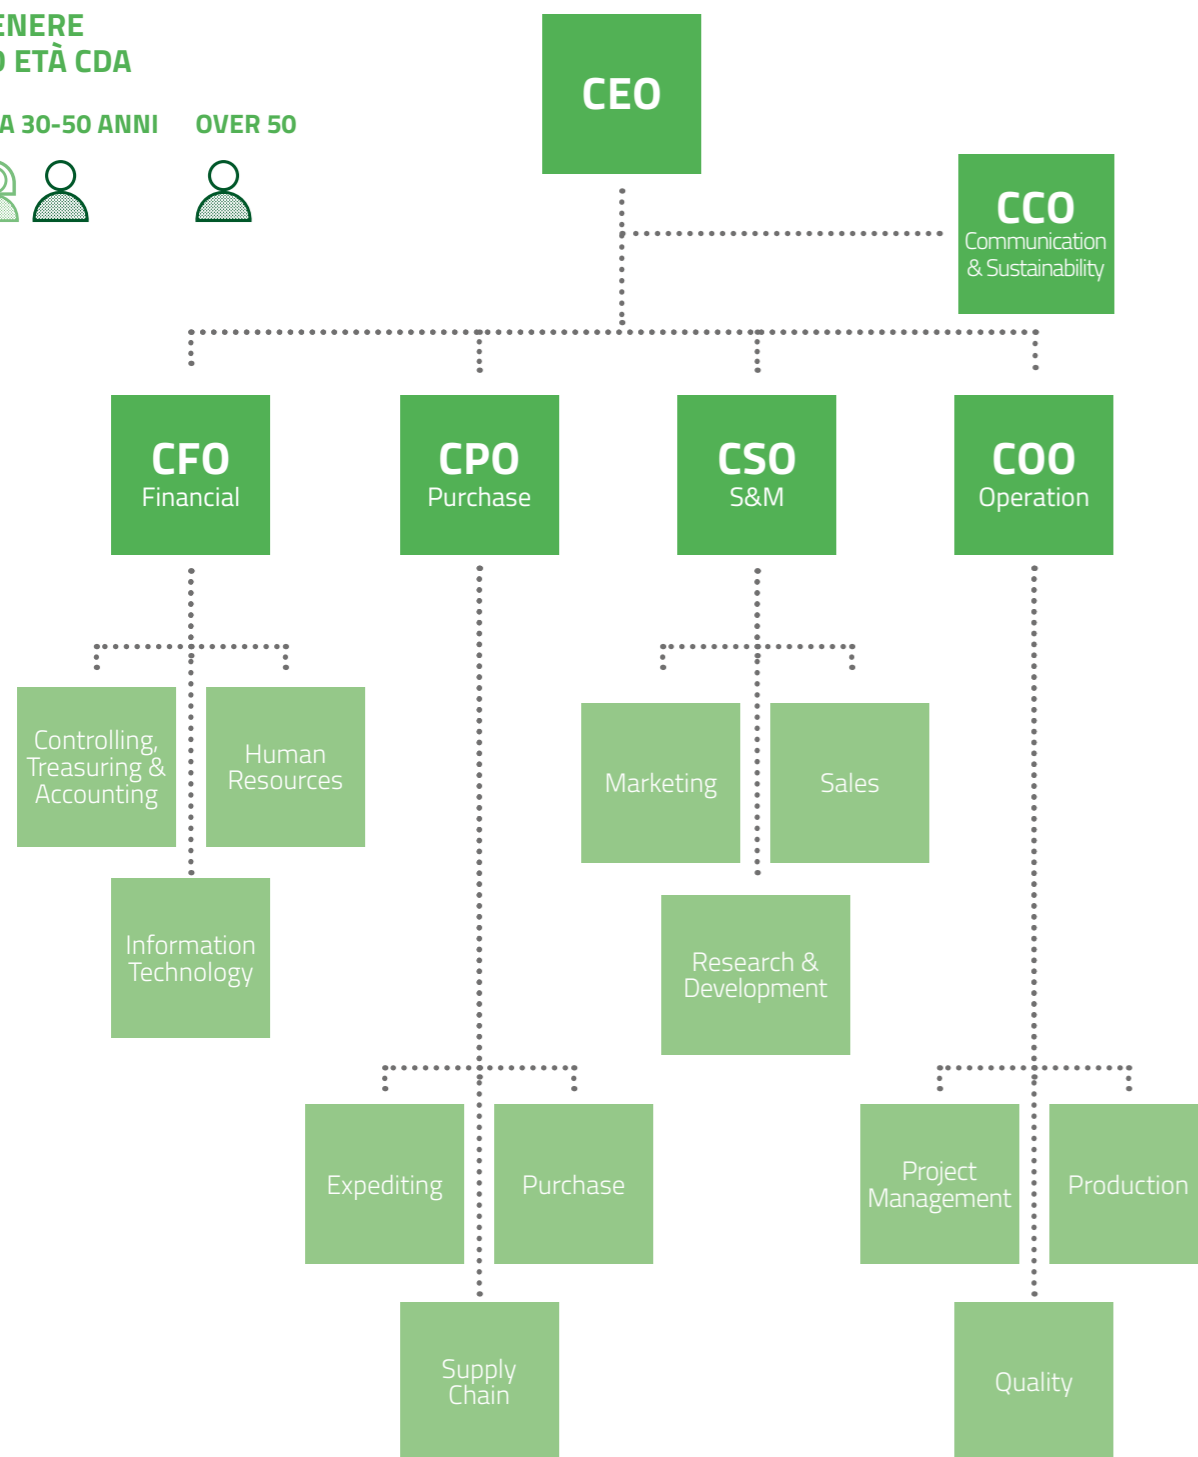 ENERE
O ETÀ CDA
A 30-50 ANNI
OVER 50
CEO
CCO
Communication
& Sustainability
CFO
Financial
CPO
Purchase
CSO
S&M
COO
Operation
Controlling,
Treasuring &
Accounting
Human
Resources
Marketing
Sales
Information
Technology
Research &
Development
Expediting
Purchase
Project
Management
Production
Supply
Chain
Quality